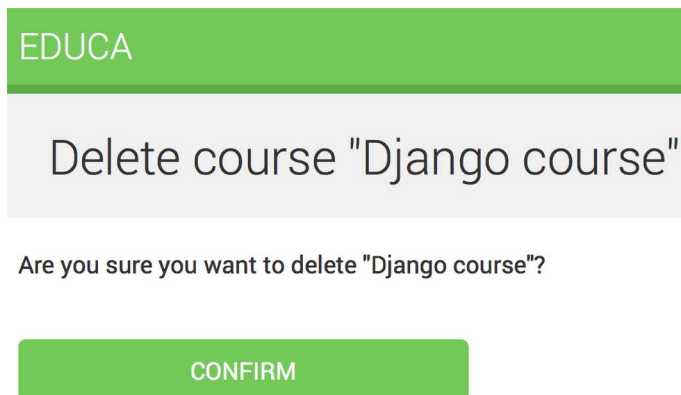 EDUCA
Delete course "Django course"
Are you sure you want to delete "Django course"?
CONFIRM